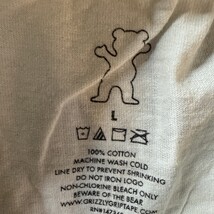 L
100% COTTON
MACHINE WASH COLD
LINE DRY TO PREVENT SHRINKING
DO NOT IRON LOGO
NON-CHLORINE BLEACH ONLY
BEWARE OF THE BEAR
WWW.GRIZZLYGRIPTAPE.COM